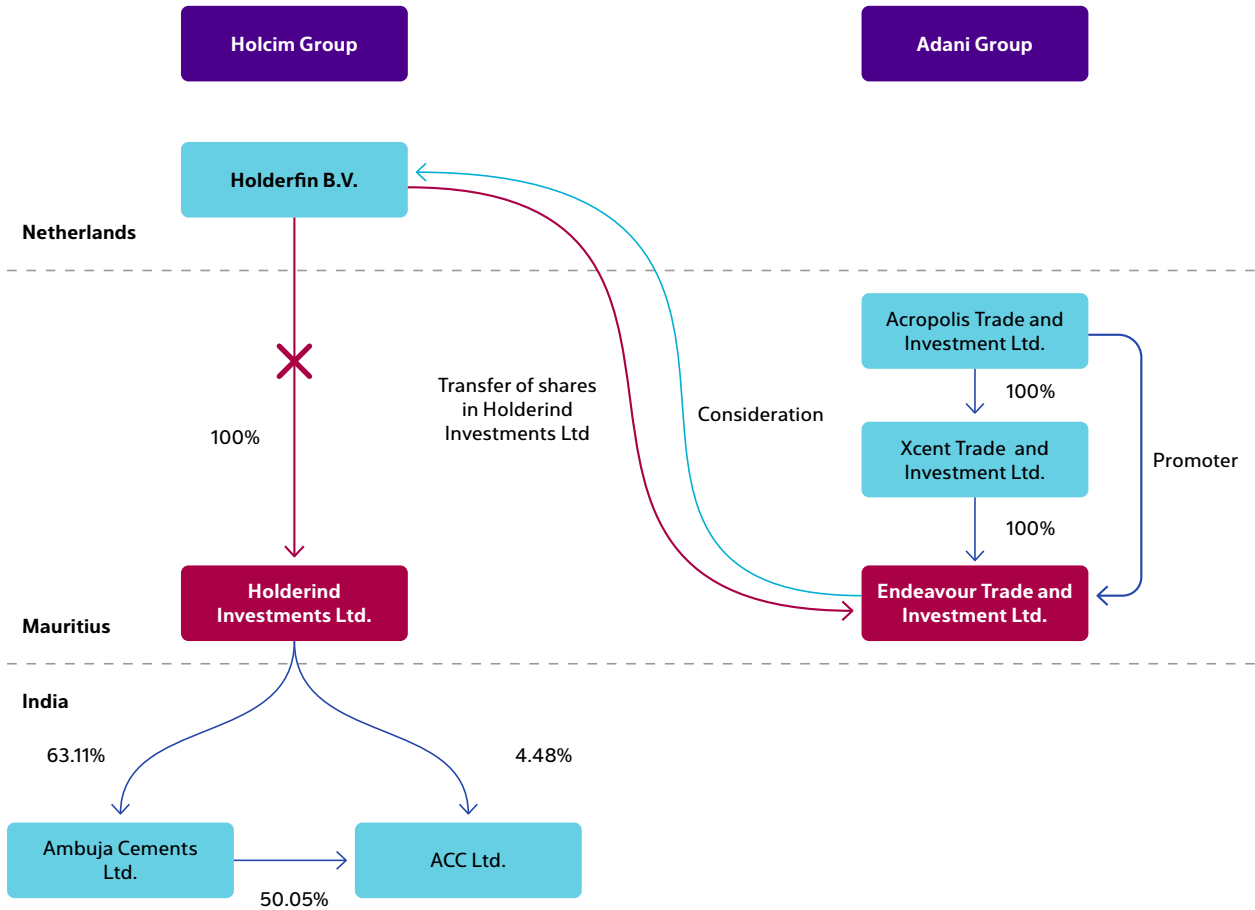 Holcim Group
Adani Group
Holderfin B.V.
Netherlands
Acropolis Trade and
Investment Ltd.
100%
Transfer of shares
in Holderind
Investments Ltd
Consideration
100%
Xcent Trade and
Investment Ltd.
Promoter
100%
Holderind
Investments Ltd.
Endeavour Trade and
Investment Ltd.
Mauritius
India
63.11%
4.48%
Ambuja Cements
Ltd.
ACC Ltd.
50.05%